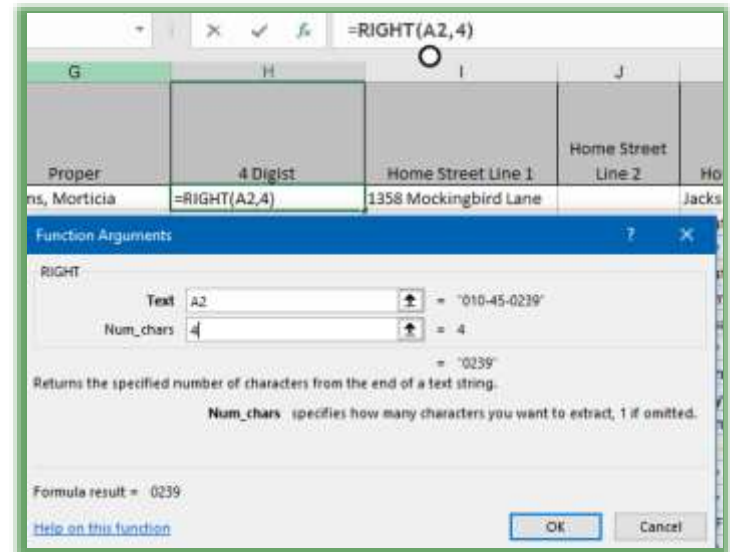 =RIGHT(A2,4)
G H I J
Home Street
Proper 4 Digist Home Street Line 1 Line 2 Ho
ns, Morticia =RIGHT(A2,4) 1358 Mockingbird Lane Jacks
Function Arguments ? ×
RIGHT
Text A2 = "010-45-0239"
Num_chars 4 = 4
= "0239"
Returns the specified number of characters from the end of a text string.
Num_chars specifies how many characters you want to extract, 1 if omitted.
Formula result = 0239
Help on this function OK Cancel